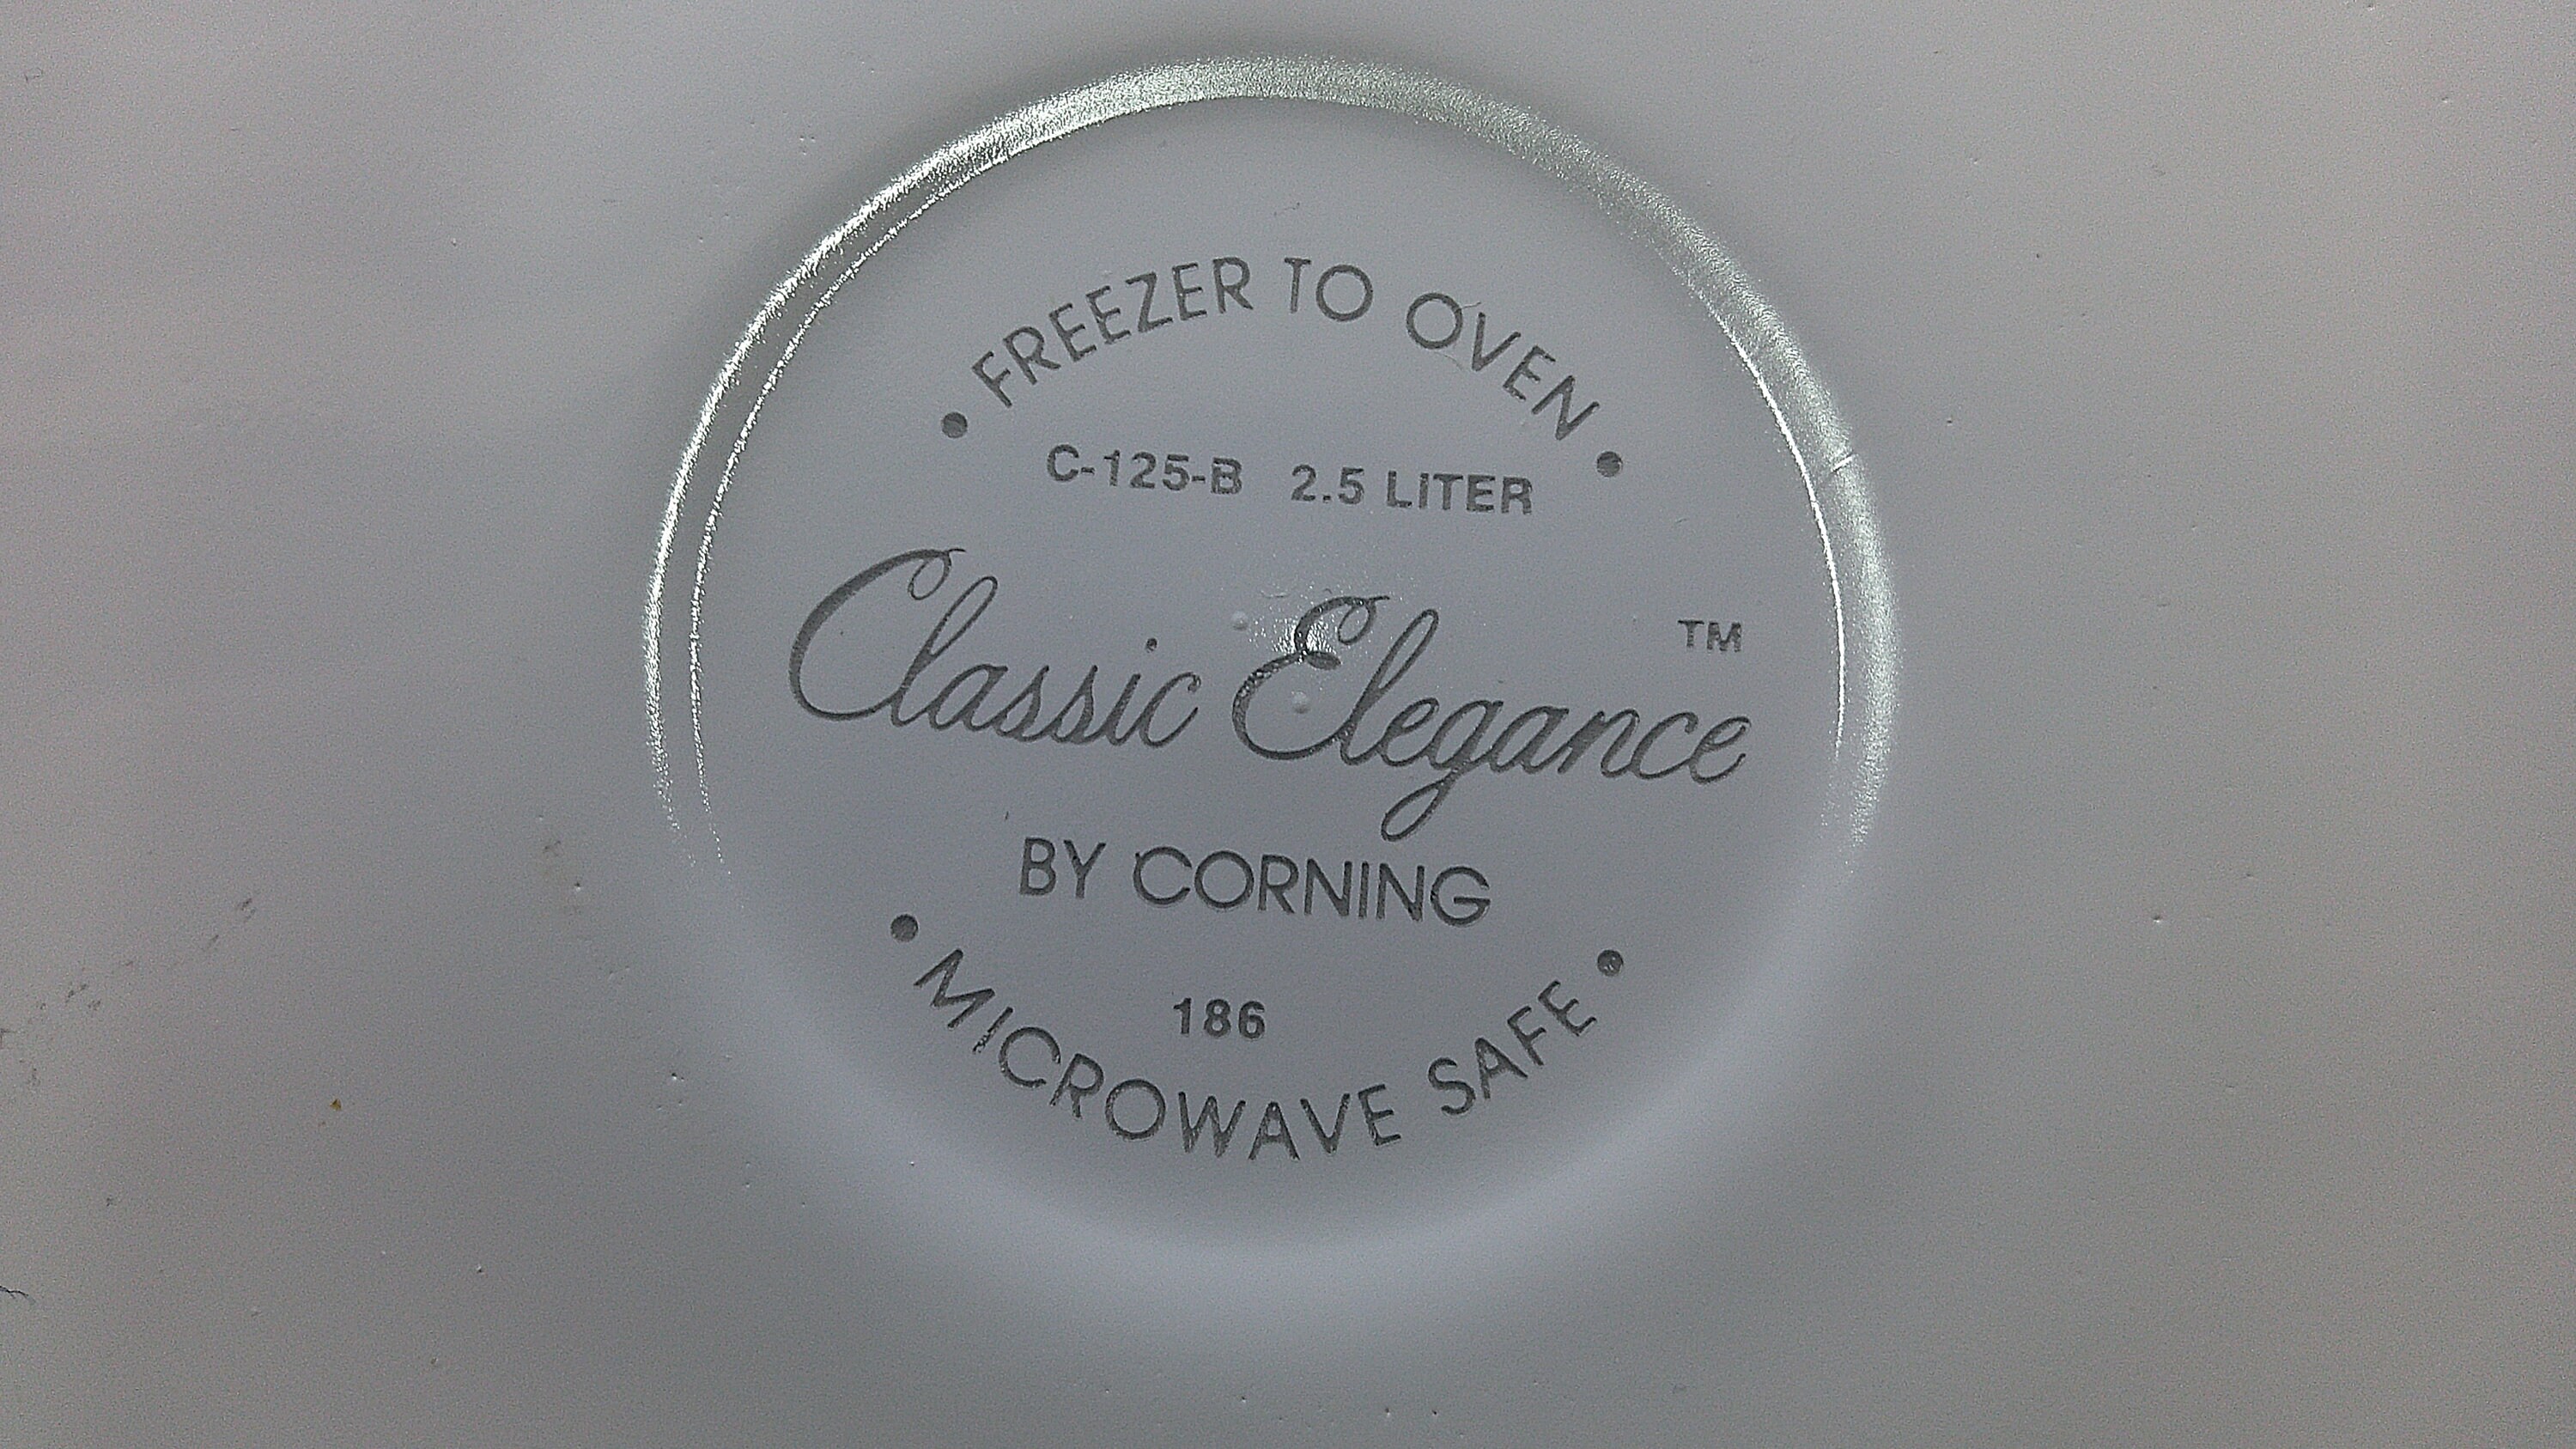 • FREEZER TO OVEN •
C-125-B 2.5 LITER
Classic Elegance ™
BY CORNING
186
• MICROWAVE SAFE •